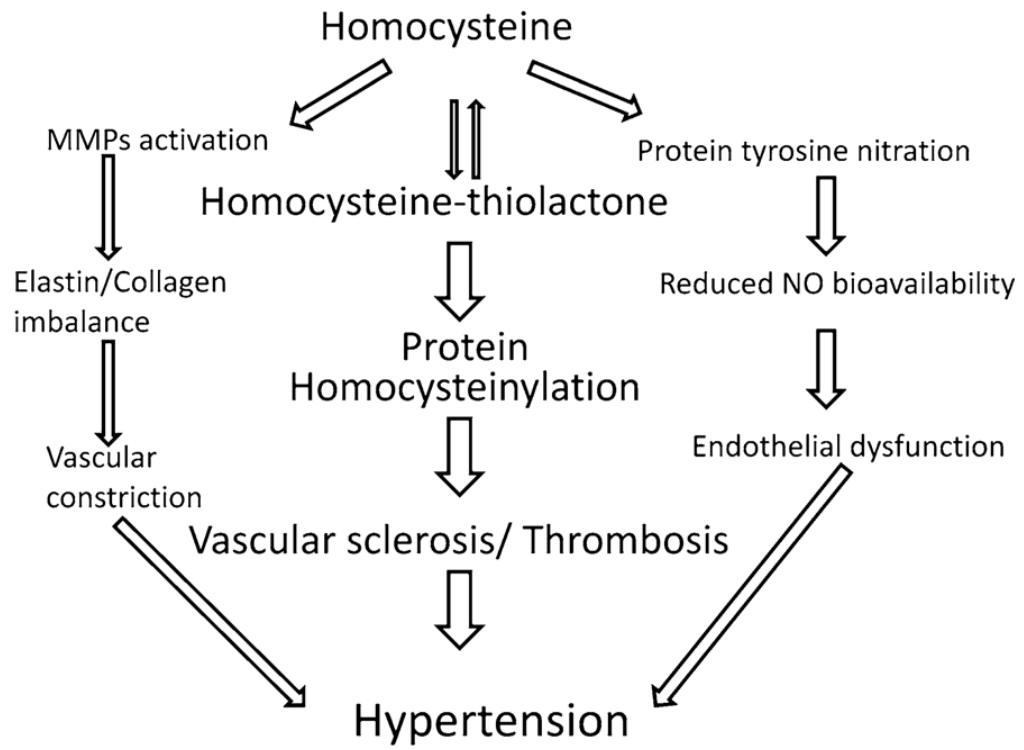 Homocysteine
MMPs activation
Protein tyrosine nitration
Homocysteine-thiolactone
Elastin/Collagen
imbalance
Reduced NO bioavailability
Protein
Homocysteinylation
Vascular
constriction
Endothelial dysfunction
Vascular sclerosis/ Thrombosis
Hypertension